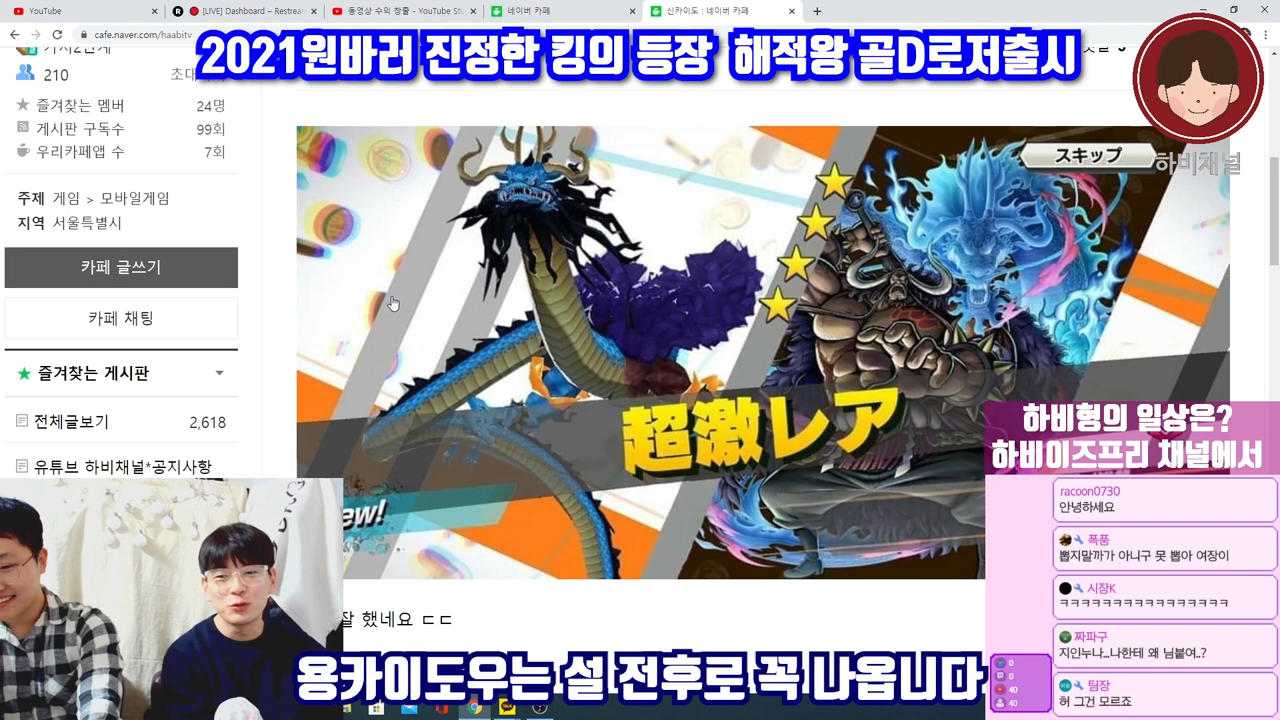 YouTube
[LIVE] Dashboard – Restream
동영상 수익 창출 - YouTube Stu
네이버 카페
신카이도 : 네이버 카페
cafe.naver.com/haabitv
2021원바러 진정한 킹의 등장 해적왕 골D로저출시
210
즐겨찾는 멤버 24명
게시판 구독수 99회
우리카페앱 수 7회
주제 게임 > 모바일게임
지역 서울특별시
카페 글쓰기
카페 채팅
즐겨찾는 게시판
전체글보기 2,618
유튜브 하비채널*공지사항
スキップ
하비채널
超激レア
ew!
하비형의 일상은?
하비이즈프리 채널에서
racoon0730
안녕하세요
폭풍
뽑지말까가 아니구 못 뽑아 여장이
시장K
ㅋㅋㅋㅋㅋㅋㅋㅋㅋㅋㅋㅋㅋㅋㅋㅋ
짜파구
지인누나...나한테 왜 님붙여..?
팀장
허 그건 모르죠
0
0
40
40
잘 했네요 ㄷㄷ
용카이도우는 설 전후로 꼭 나옵니다